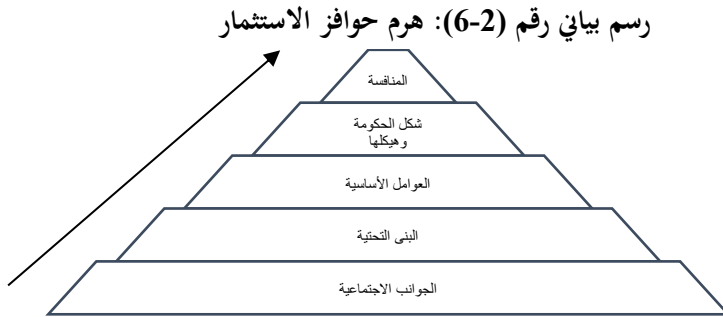 رسم بياني رقم (2-6): هرم حوافز الاستثمار
المنافسة
شكل الحكومة
وهيكلها
العوامل الأساسية
البنى التحتية
الجوانب الاجتماعية